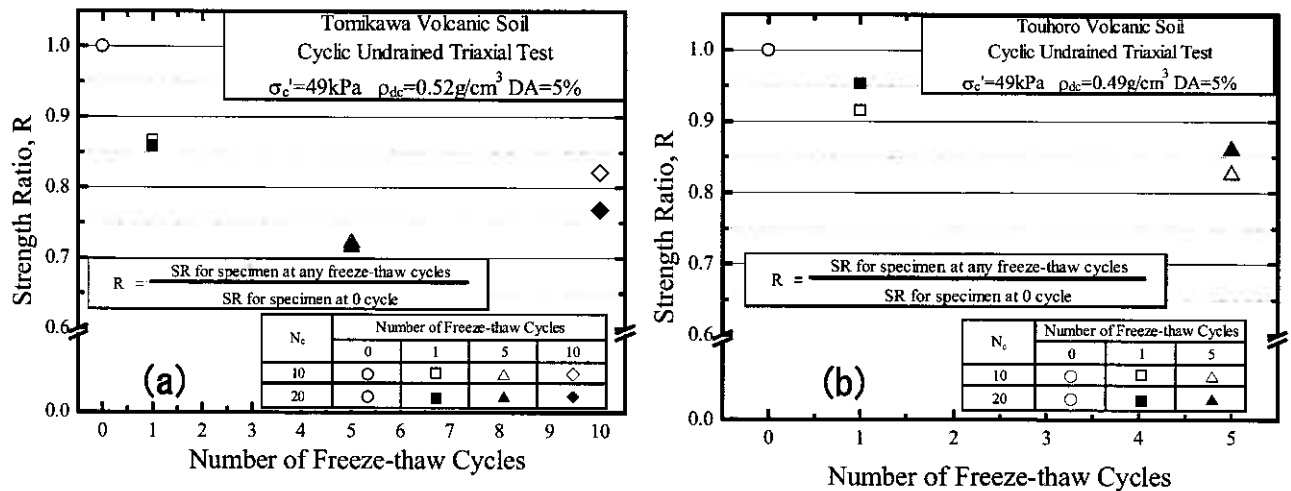 Tomikawa Volcanic Soil
Cyclic Undrained Triaxial Test
σc'=49kPa ρdc=0.52g/cm³ DA=5%
Strength Ratio, R
1.0
0.9
0.8
0.7
0.6
0.0
R = SR for specimen at any freeze-thaw cycles
SR for specimen at 0 cycle
Nc Number of Freeze-thaw Cycles
0 1 5 10
10 ○ □ △ ◇
20 ○ ■ ▲ ◆
(a)
0 1 2 3 4 5 6 7 8 9 10
Number of Freeze-thaw Cycles
Touhoro Volcanic Soil
Cyclic Undrained Triaxial Test
σc'=49kPa ρdc=0.49g/cm³ DA=5%
Strength Ratio, R
1.0
0.9
0.8
0.7
0.6
0.0
R = SR for specimen at any freeze-thaw cycles
SR for specimen at 0 cycle
Nc Number of Freeze-thaw Cycles
0 1 5
10 ○ □ △
20 ○ ■ ▲
(b)
0 1 2 3 4 5
Number of Freeze-thaw Cycles